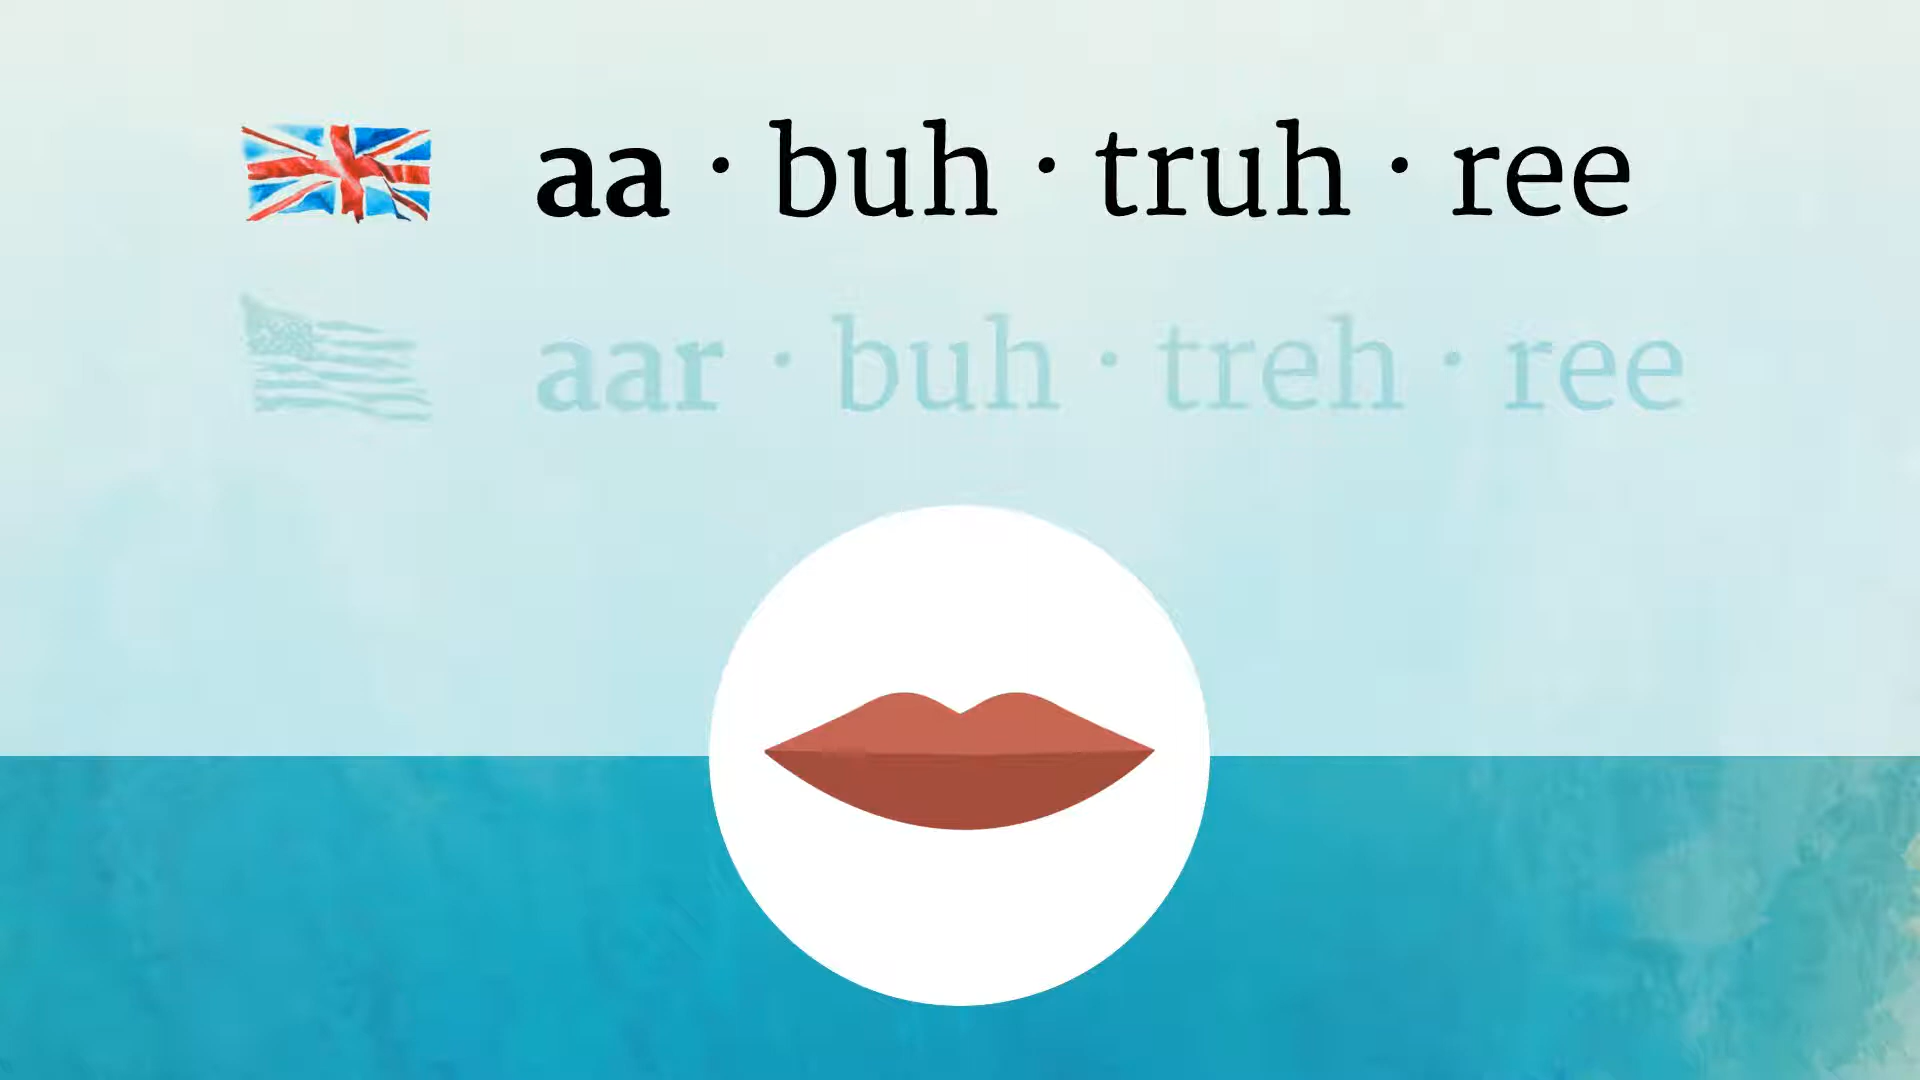 aa · buh · truh · ree
aar · buh · treh · ree